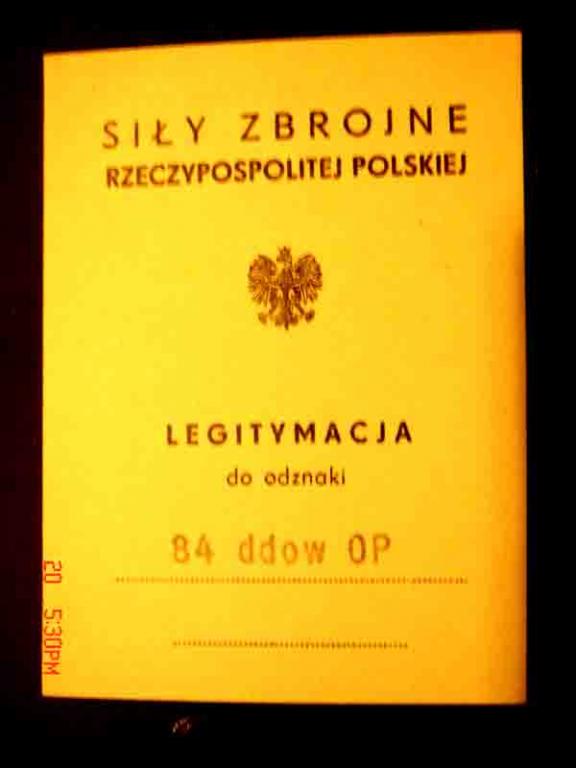 SIŁY ZBROJNE
RZECZYPOSPOLITEJ POLSKIEJ
LEGITYMACJA
do odznaki
84 ddow OP
20 5:30PM